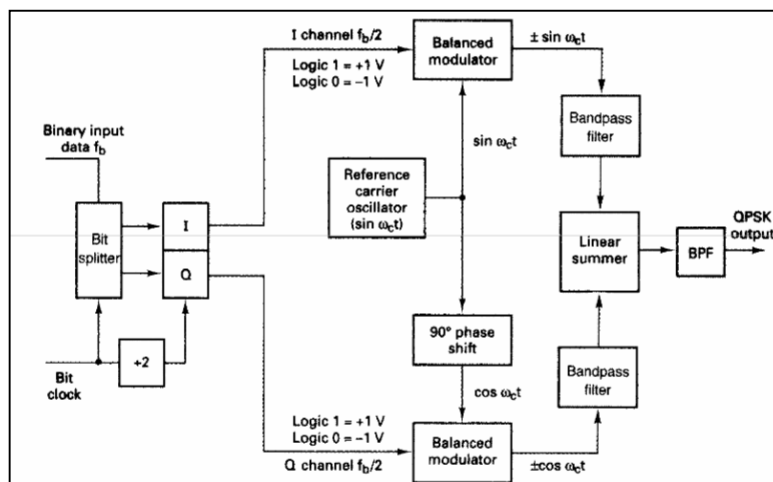 I channel f_b/2
Logic 1 = +1 V
Logic 0 = −1 V
Balanced
modulator
± sin ω_ct
Binary input
data f_b
sin ω_ct
Bandpass
filter
Reference
carrier
oscillator
(sin ω_ct)
Bit
splitter
I
Q
Linear
summer
BPF
QPSK
output
+2
Bit
clock
90° phase
shift
cos ω_ct
Bandpass
filter
Logic 1 = +1 V
Logic 0 = −1 V
Q channel f_b/2
Balanced
modulator
±cos ω_ct